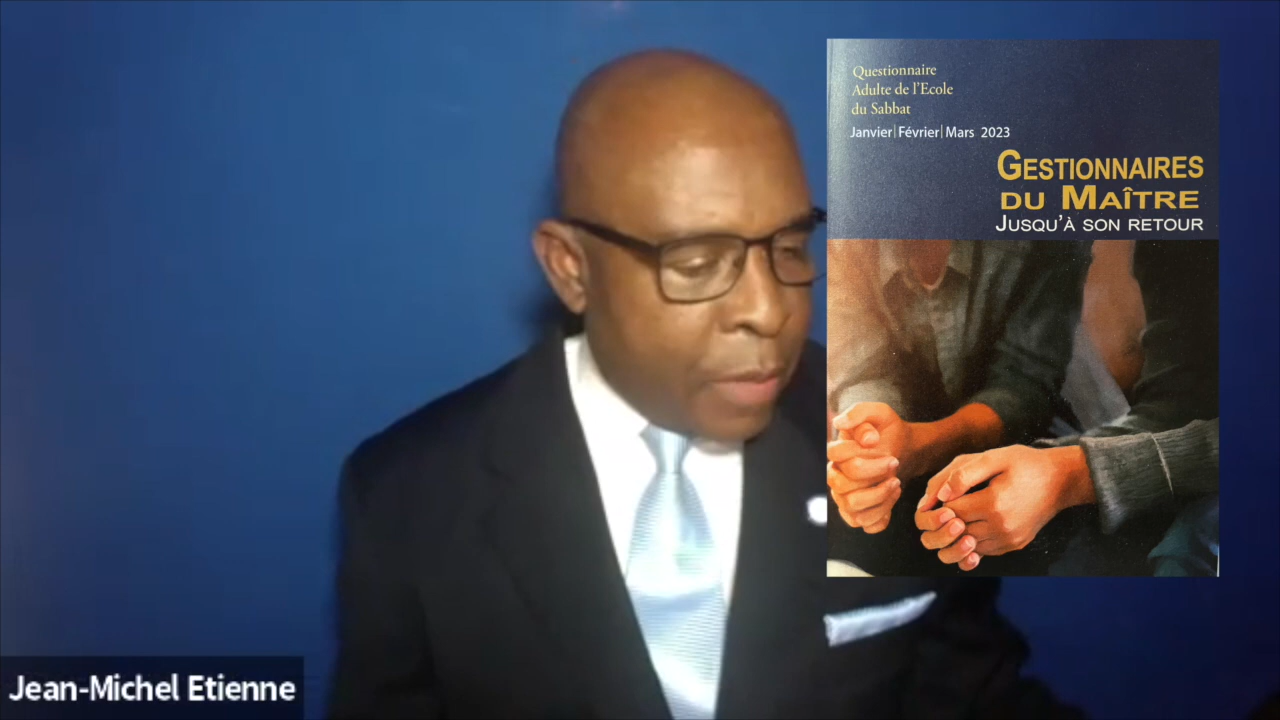 Questionnaire
Adulte de l'Ecole
du Sabbat
Janvier|Février|Mars 2023
GESTIONNAIRES
DU MAÎTRE
JUSQU'À SON RETOUR
Jean-Michel Etienne